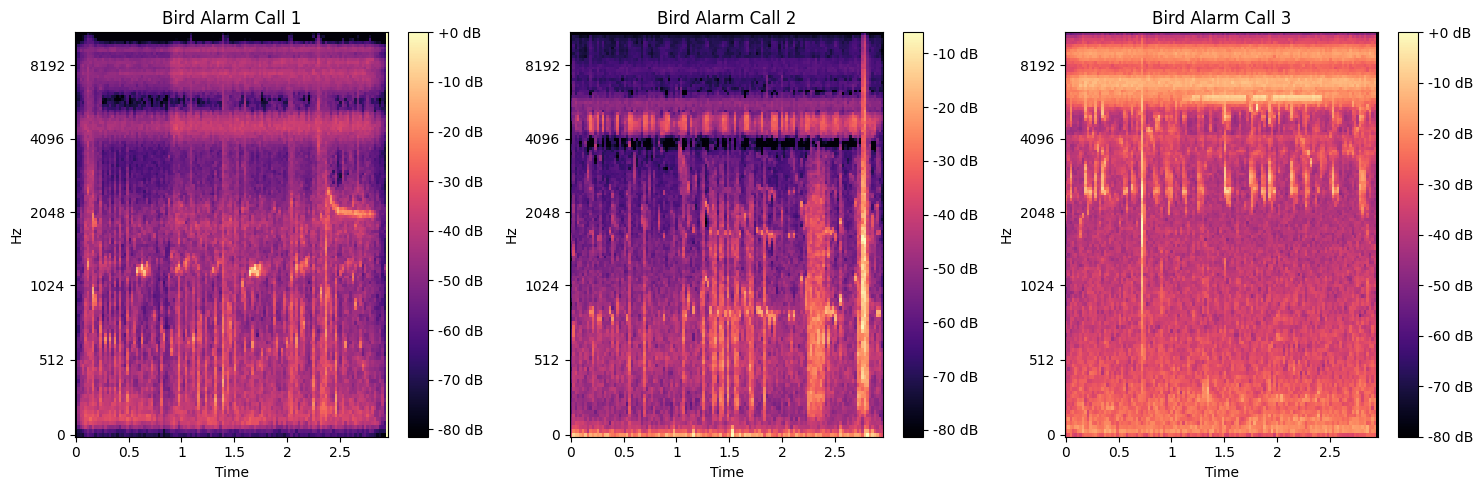 Bird Alarm Call 1
Hz
8192
4096
2048
1024
512
0
0 0.5 1 1.5 2 2.5
Time
+0 dB
-10 dB
-20 dB
-30 dB
-40 dB
-50 dB
-60 dB
-70 dB
-80 dB
Bird Alarm Call 2
Hz
8192
4096
2048
1024
512
0
0 0.5 1 1.5 2 2.5
Time
-10 dB
-20 dB
-30 dB
-40 dB
-50 dB
-60 dB
-70 dB
-80 dB
Bird Alarm Call 3
Hz
8192
4096
2048
1024
512
0
0 0.5 1 1.5 2 2.5
Time
+0 dB
-10 dB
-20 dB
-30 dB
-40 dB
-50 dB
-60 dB
-70 dB
-80 dB